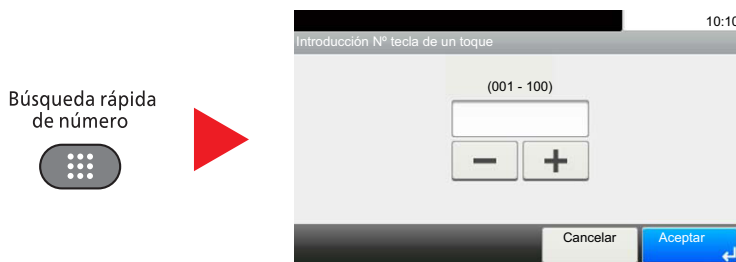 Búsqueda rápida
de número
10:10
Introducción Nº tecla de un toque
(001 - 100)
Cancelar
Aceptar